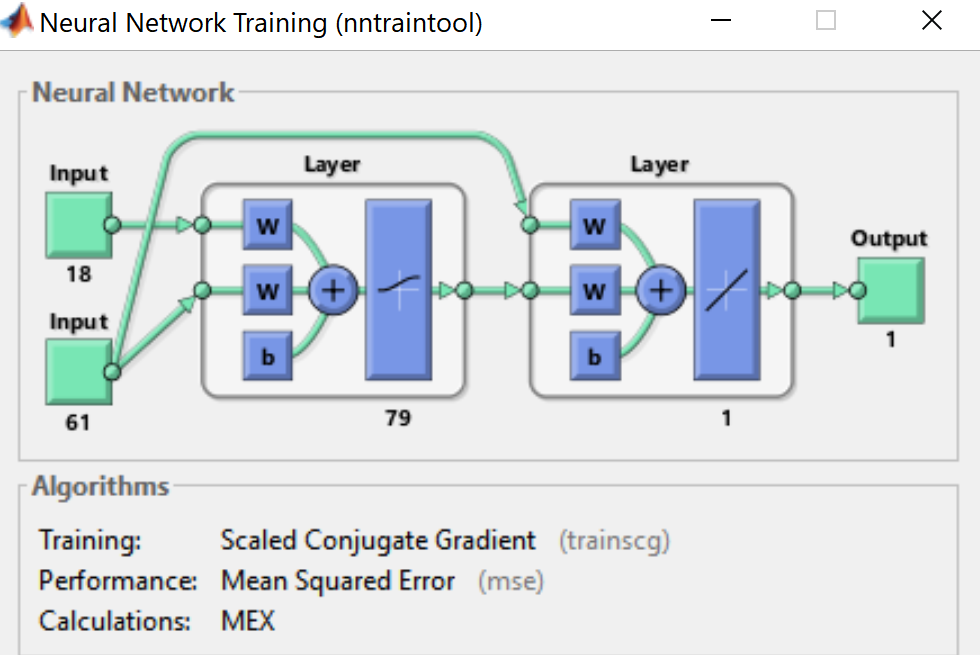 Neural Network Training (nntraintool)
Neural Network
Layer
Layer
Input
18
W
W
b
W
W
b
Output
1
Input
61
79
1
Algorithms
Training: Scaled Conjugate Gradient (trainscg)
Performance: Mean Squared Error (mse)
Calculations: MEX